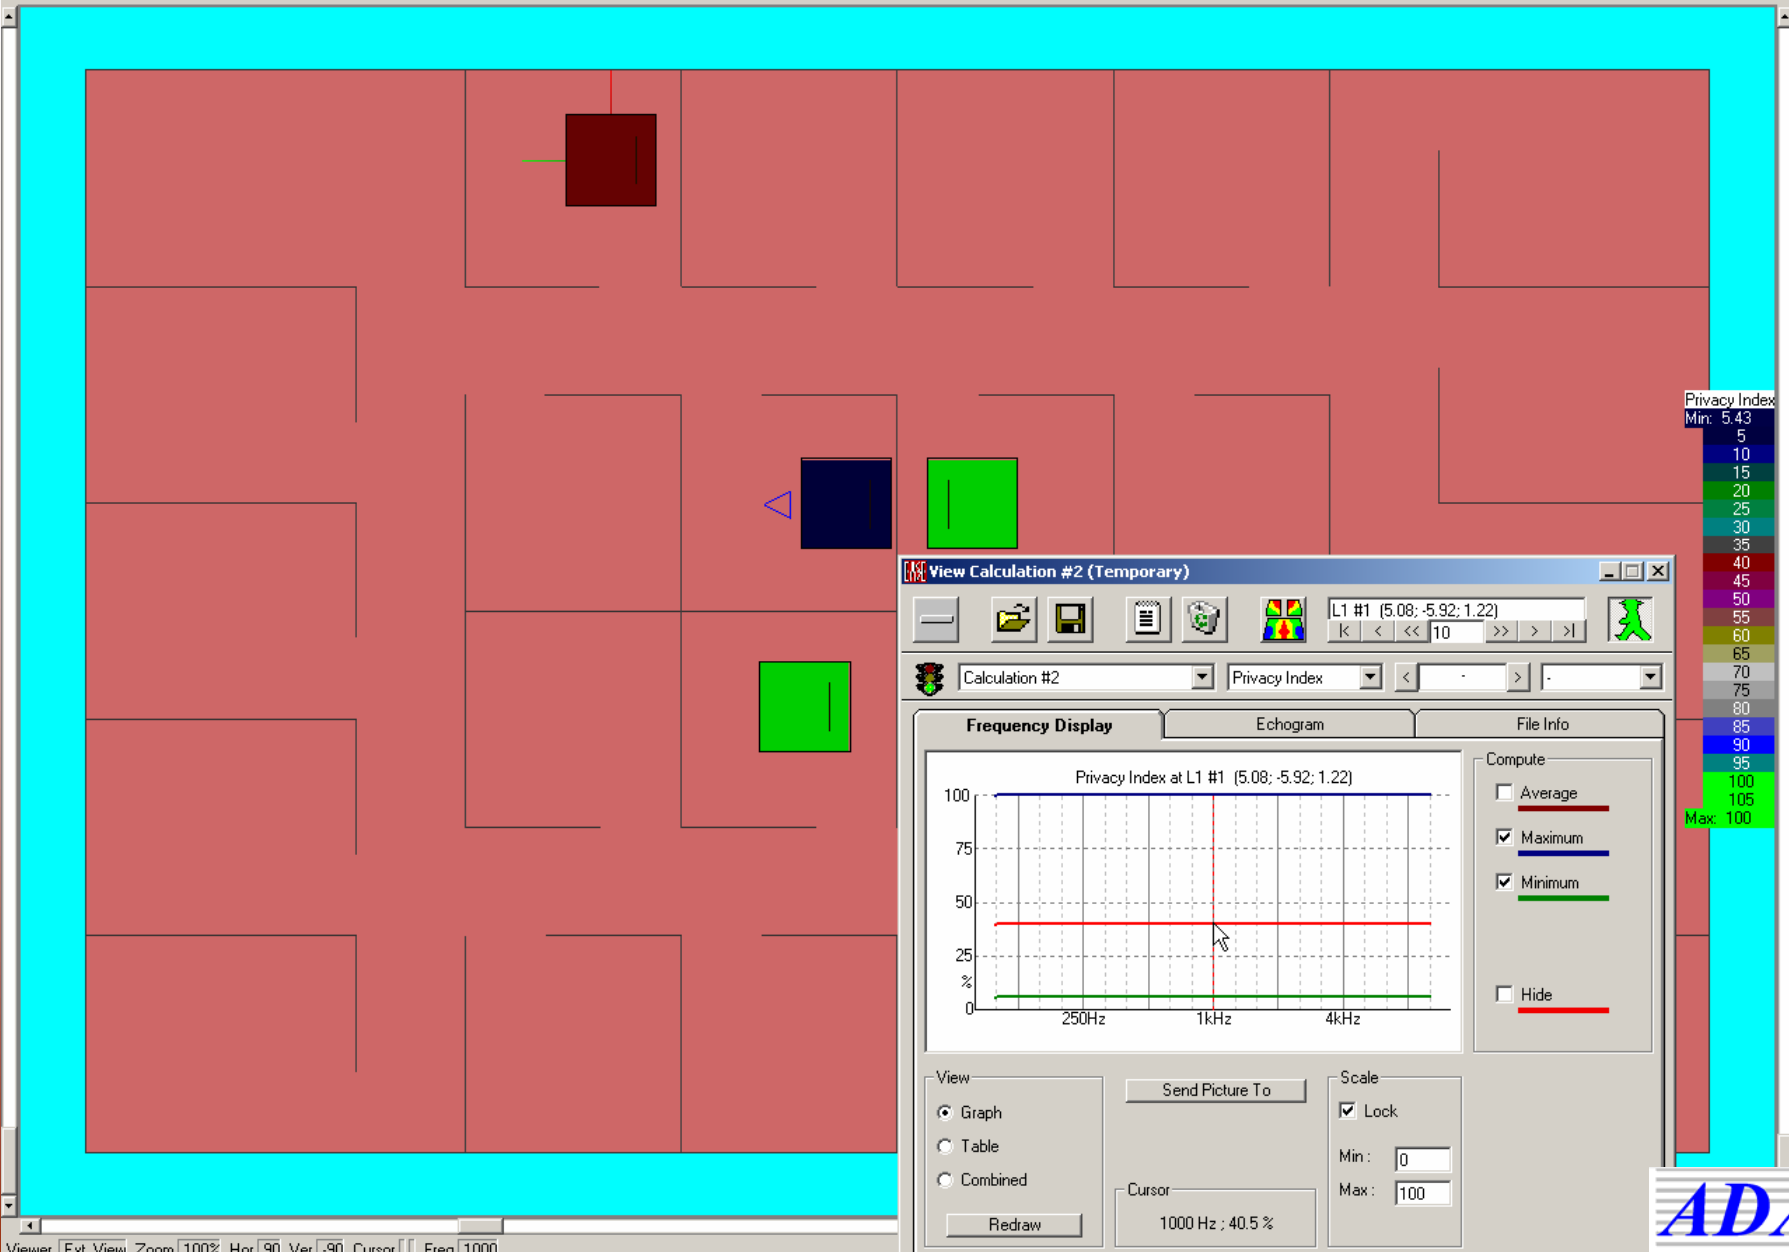 Privacy Index
Min: 5.43
5
10
15
20
25
30
35
40
45
50
55
60
65
70
75
80
85
90
95
100
105
Max: 100
View Calculation #2 (Temporary)
L1 #1 (5.08; -5.92; 1.22)
|< < << 10 >> > >|
Calculation #2 Privacy Index < - > -
Frequency Display Echogram File Info
Privacy Index at L1 #1 (5.08; -5.92; 1.22)
100
75
50
25
%
0
250Hz 1kHz 4kHz
Compute
Average
Maximum
Minimum
Hide
View
Graph
Table
Combined
Redraw
Send Picture To
Cursor
1000 Hz ; 40.5 %
Scale
Lock
Min : 0
Max : 100
Viewer Ext. View Zoom 100% Hor 90 Ver -90 Cursor Freq 1000